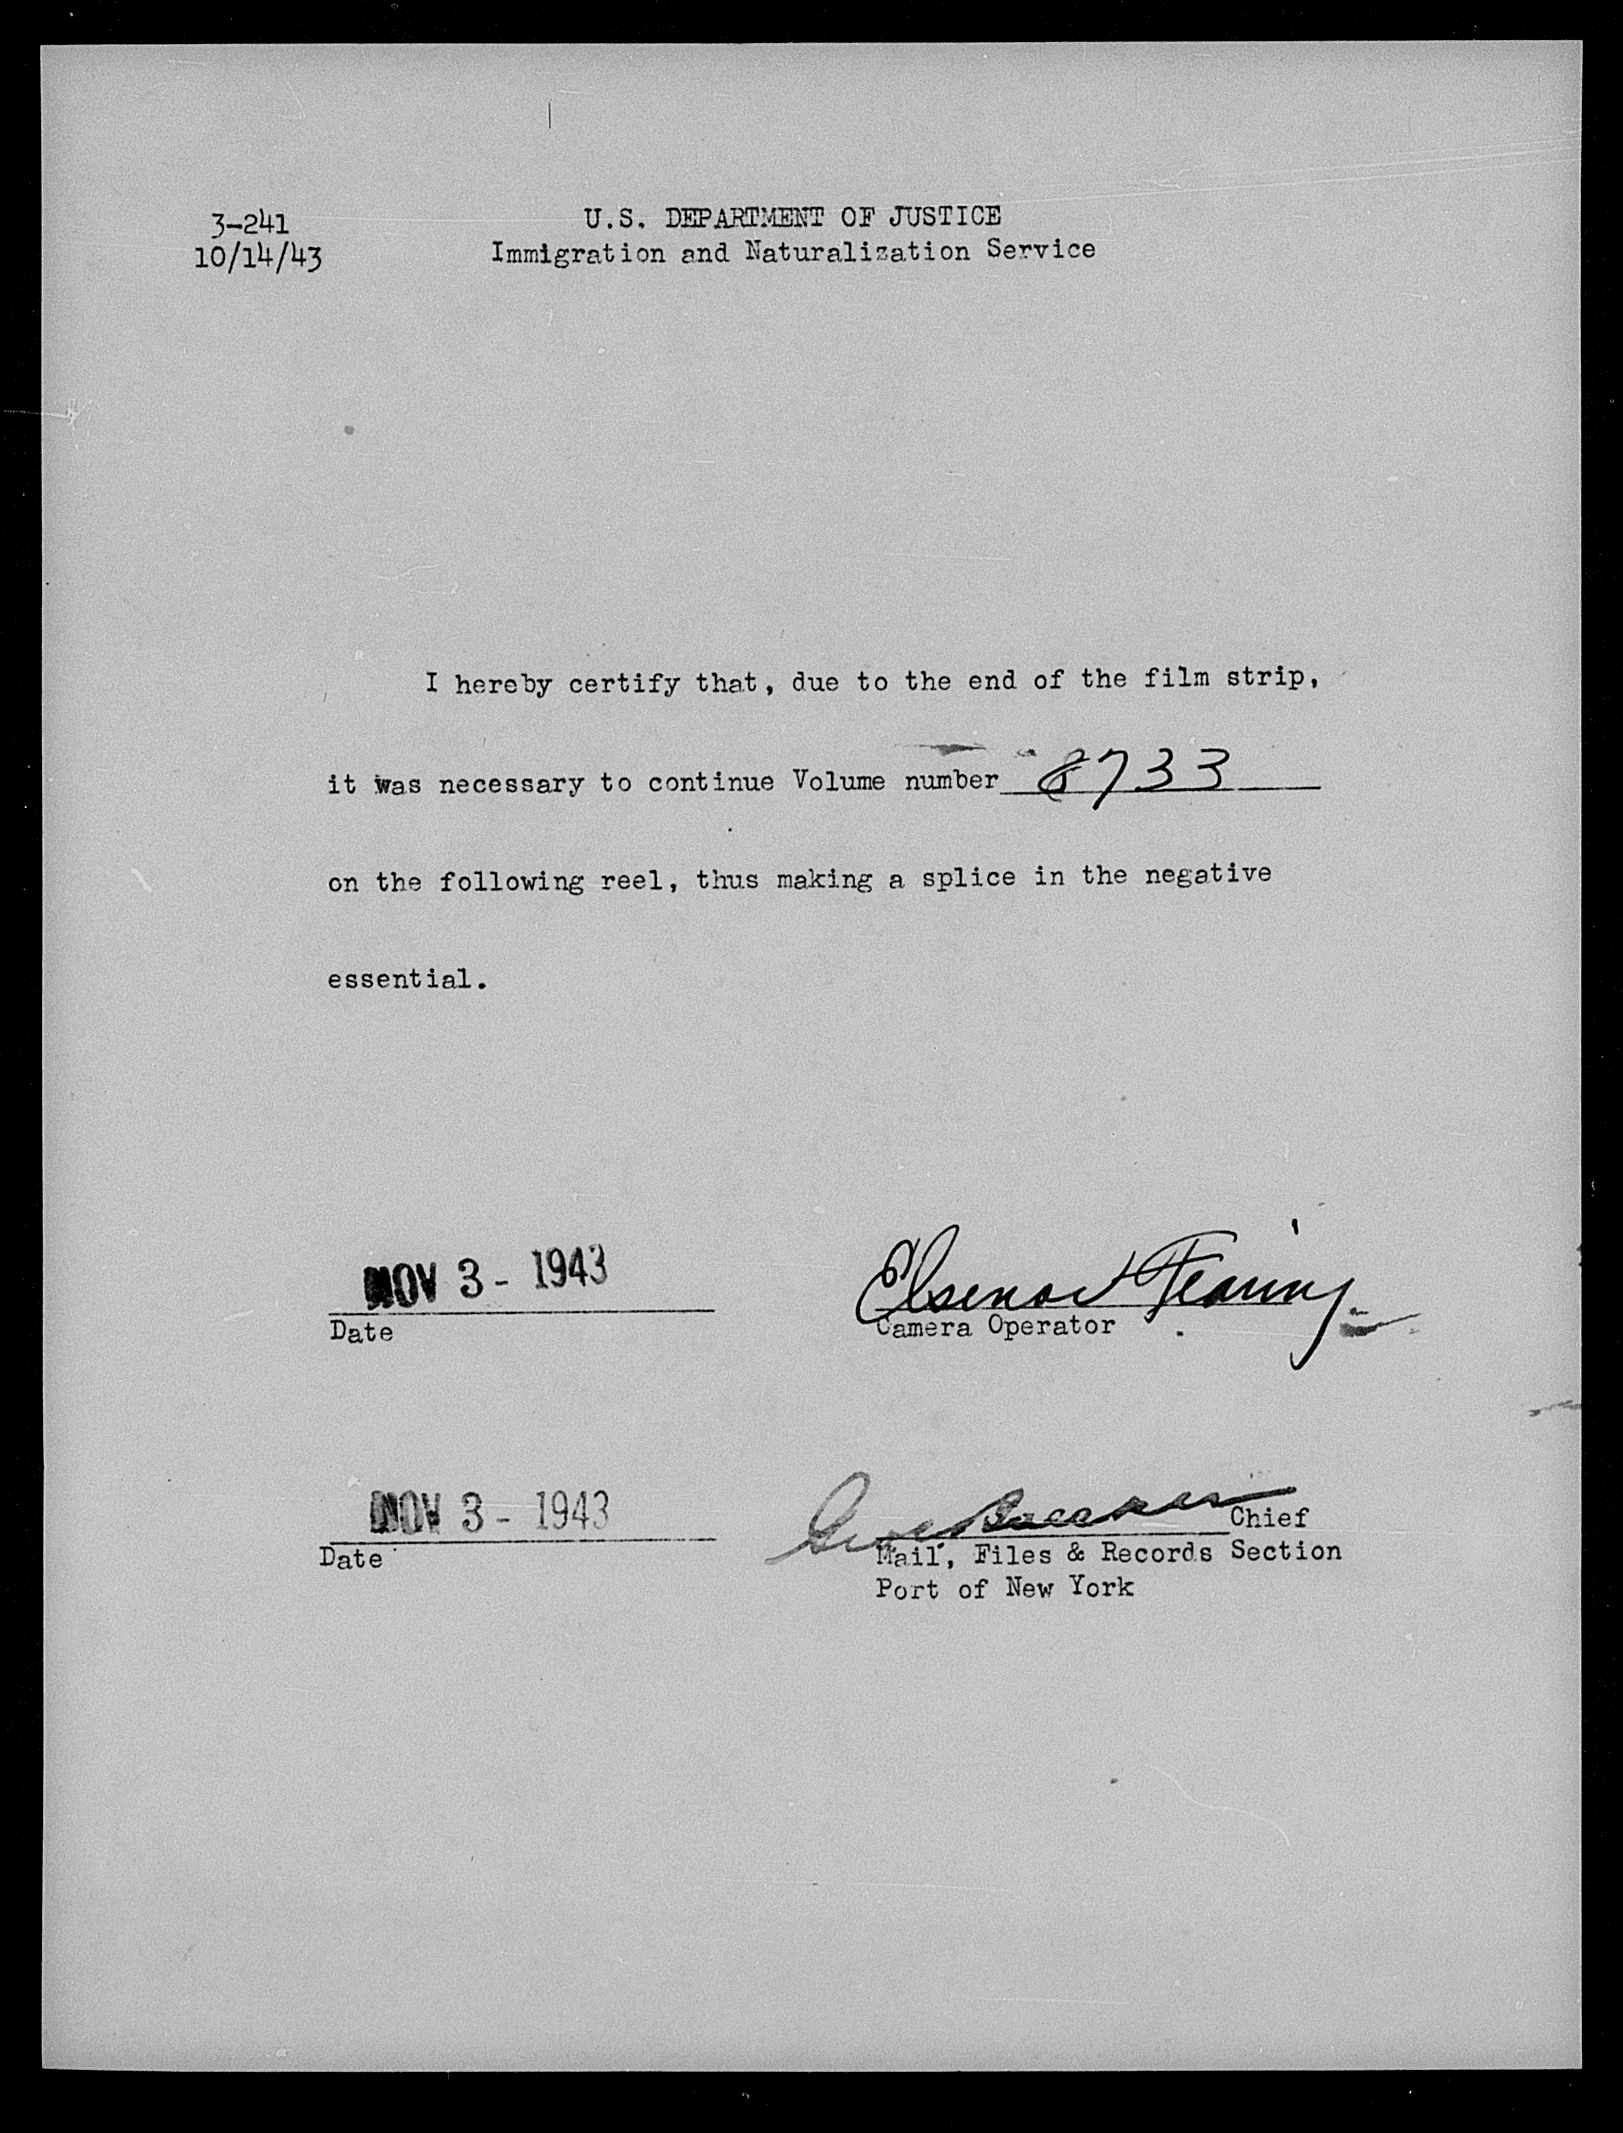 3-241
10/14/43
U.S. DEPARTMENT OF JUSTICE
Immigration and Naturalization Service
I hereby certify that, due to the end of the film strip,
it was necessary to continue Volume number 8733
on the following reel, thus making a splice in the negative
essential.
NOV 3 - 1943
Date
Camera Operator
NOV 3 - 1943
Date
Chief
Mail, Files & Records Section
Port of New York